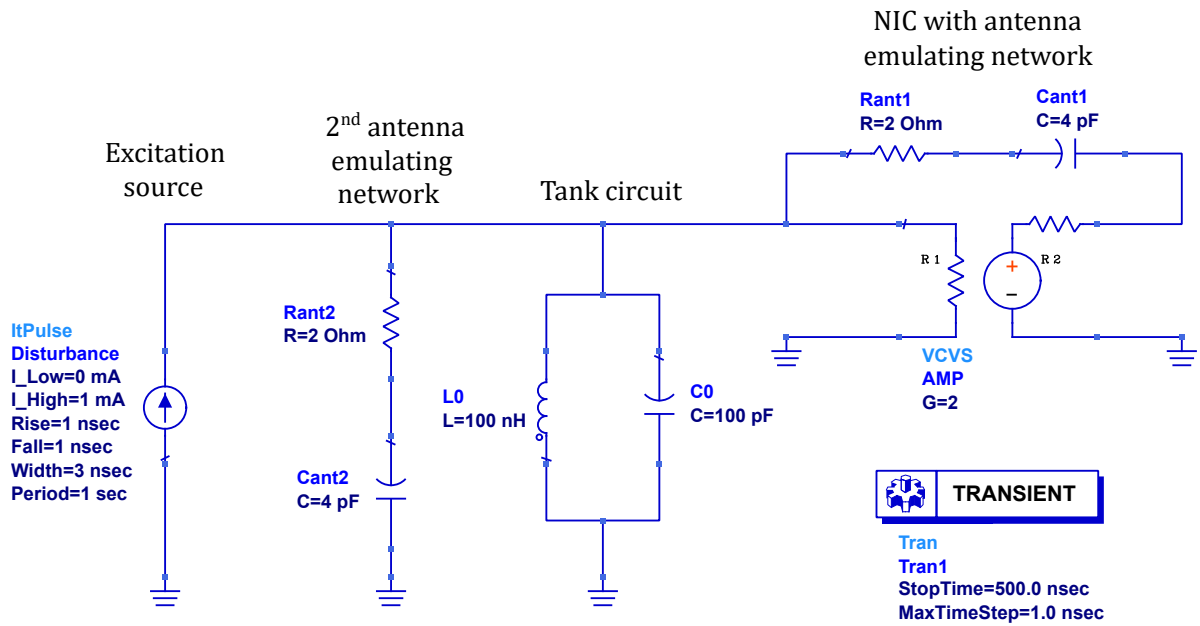 NIC with antenna
emulating network
Rant1
R=2 Ohm
Cant1
C=4 pF
2nd antenna
emulating
network
Excitation
source
Tank circuit
R 1
+
R 2
−
ItPulse
Disturbance
I_Low=0 mA
I_High=1 mA
Rise=1 nsec
Fall=1 nsec
Width=3 nsec
Period=1 sec
Rant2
R=2 Ohm
Cant2
C=4 pF
L0
L=100 nH
C0
C=100 pF
VCVS
AMP
G=2
TRANSIENT
Tran
Tran1
StopTime=500.0 nsec
MaxTimeStep=1.0 nsec